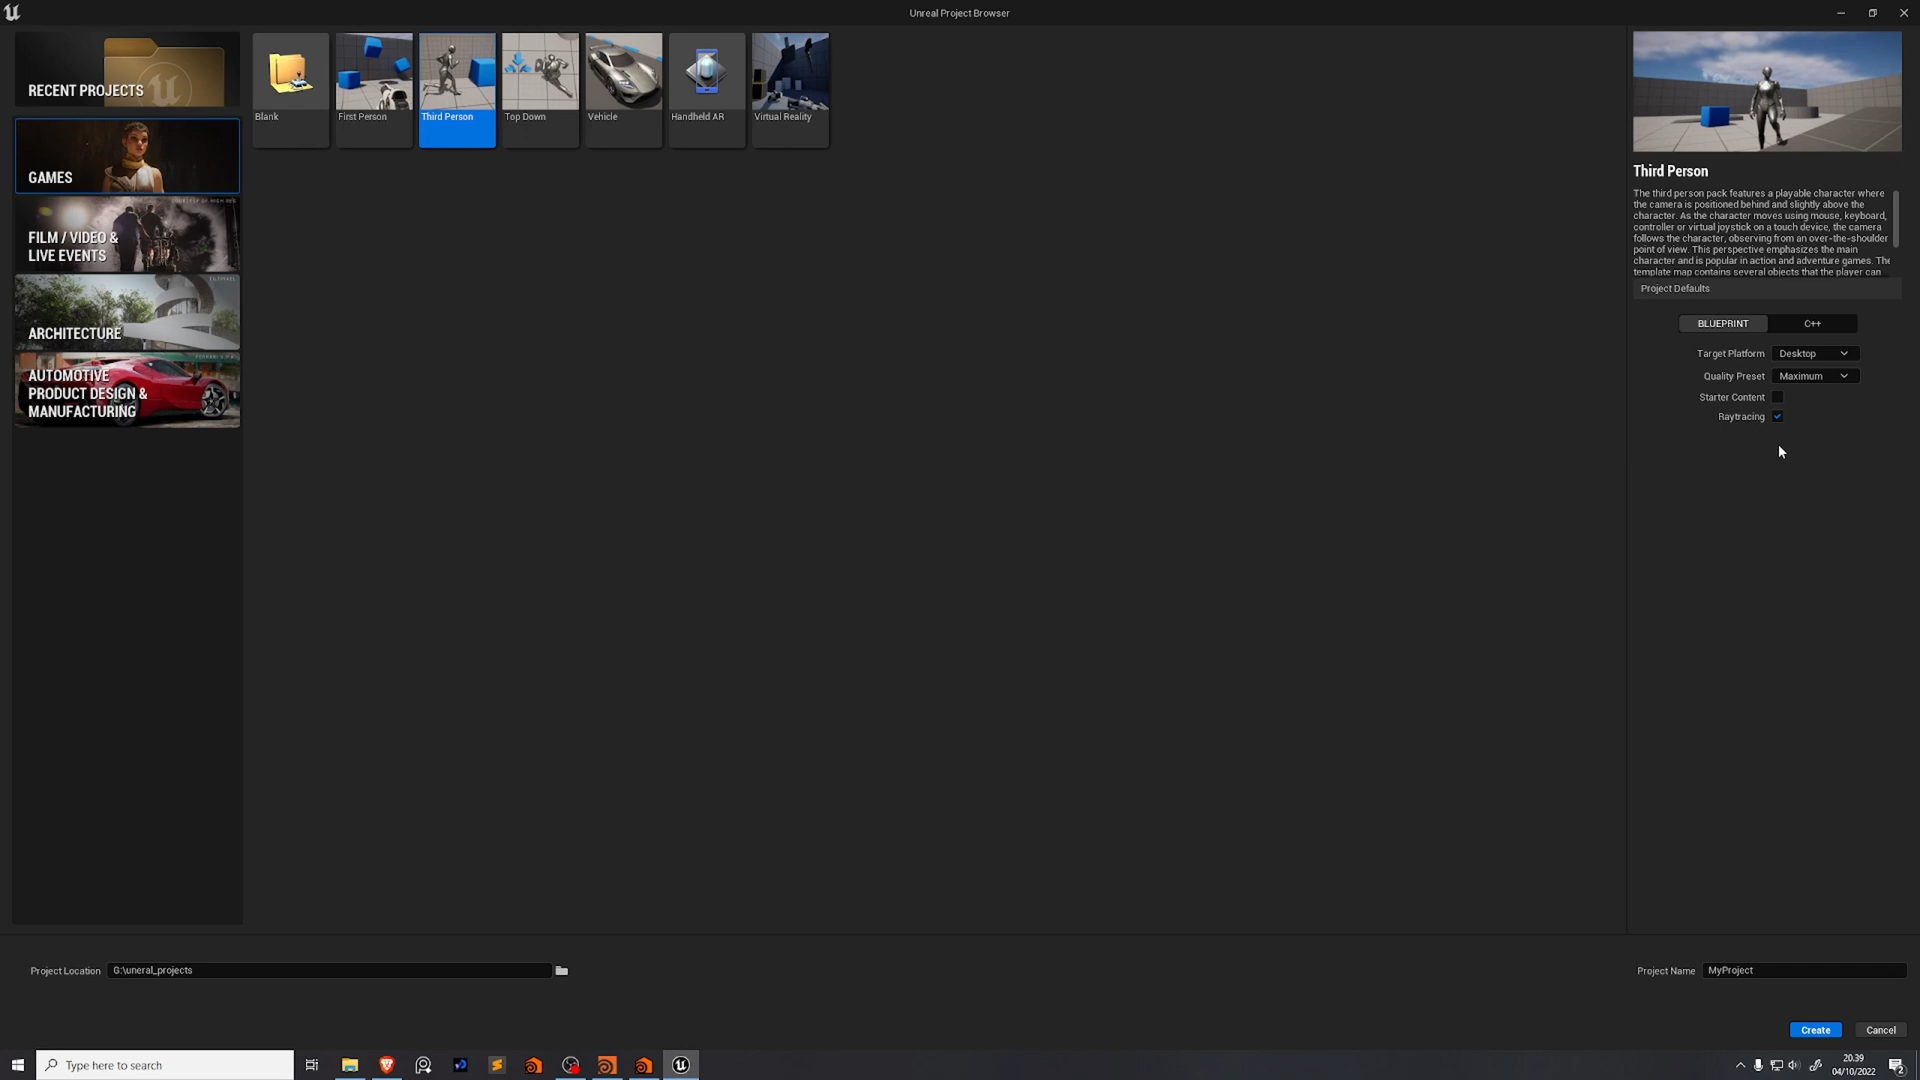 Unreal Project Browser
RECENT PROJECTS
GAMES
FILM / VIDEO &
LIVE EVENTS
ARCHITECTURE
AUTOMOTIVE
PRODUCT DESIGN &
MANUFACTURING
Blank
First Person
Third Person
Top Down
Vehicle
Handheld AR
Virtual Reality
Third Person
The third person pack features a playable character where
the camera is positioned behind and slightly above the
character. As the character moves using mouse, keyboard,
controller or virtual joystick on a touch device, the camera
follows the character, observing from an over-the-shoulder
point of view. This perspective emphasizes the main
character and is popular in action and adventure games. The
template map contains several objects that the player can
Project Defaults
BLUEPRINT
C++
Target Platform
Desktop
Quality Preset
Maximum
Starter Content
Raytracing
Project Location
G:\uneral_projects
Project Name
MyProject
Create
Cancel
Type here to search
20.39
04/10/2022
2